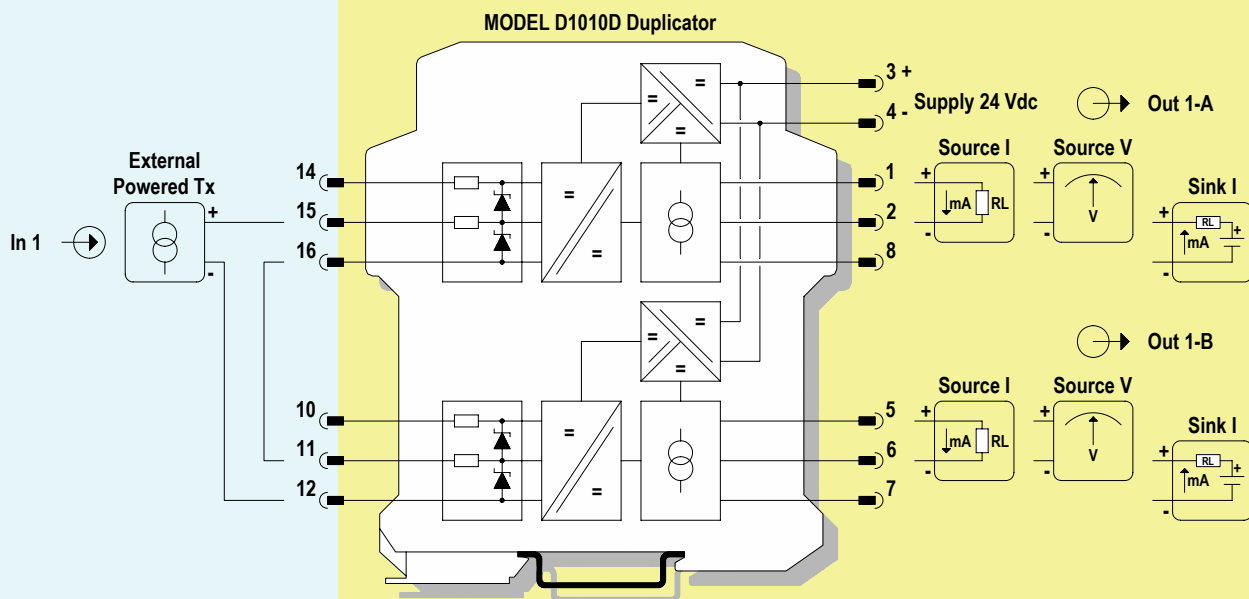 MODEL D1010D Duplicator
= 3 +
= 4 - Supply 24 Vdc Out 1-A
=
External Powered Tx
14 1 Source I Source V Sink I
+ + +
= mA RL V
In 1 + 15 2 + RL +
- - - mA
- 16 = 8 -
=
= Out 1-B
=
10 5 Source I Source V Sink I
+ + +
= mA RL V
11 6 + RL +
- - - mA
12 = 7 -